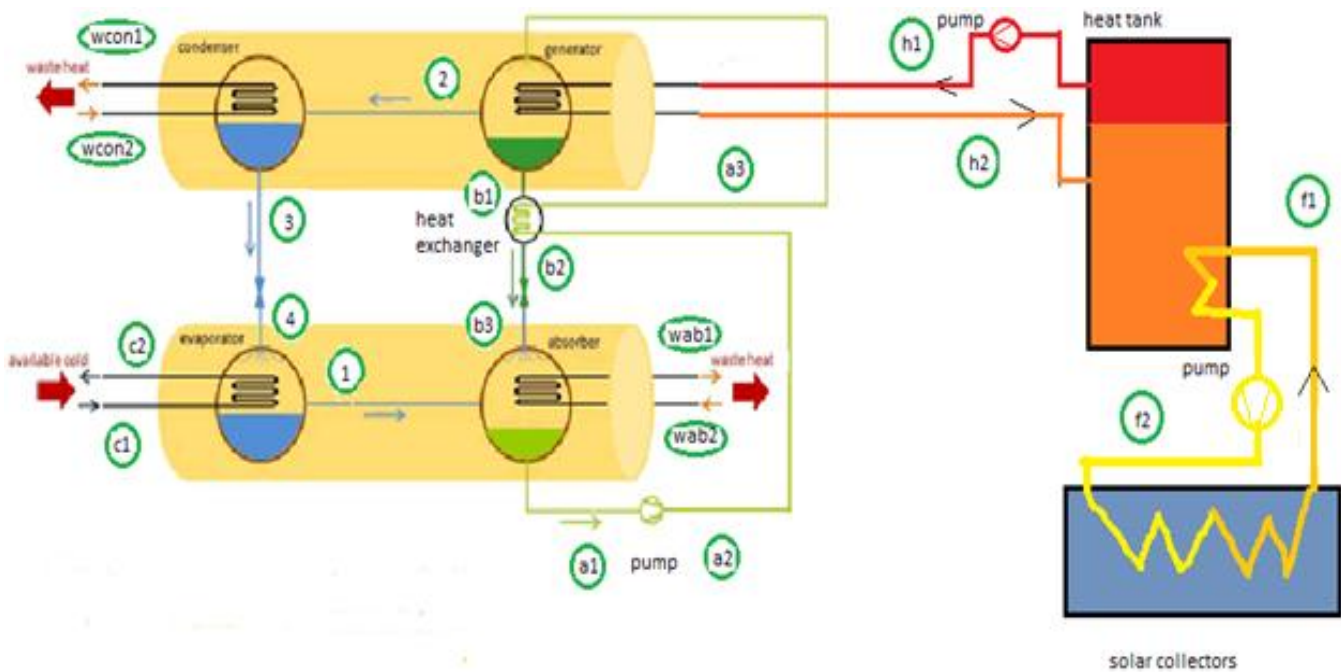 wcon1
condenser
generator
pump
heat tank
h1
waste heat
2
wcon2
h2
a3
b1
f1
3
heat
exchanger
b2
4
b3
wab1
c2
evaporator
absorber
available cold
waste heat
1
pump
c1
wab2
f2
a1
pump
a2
solar collectors